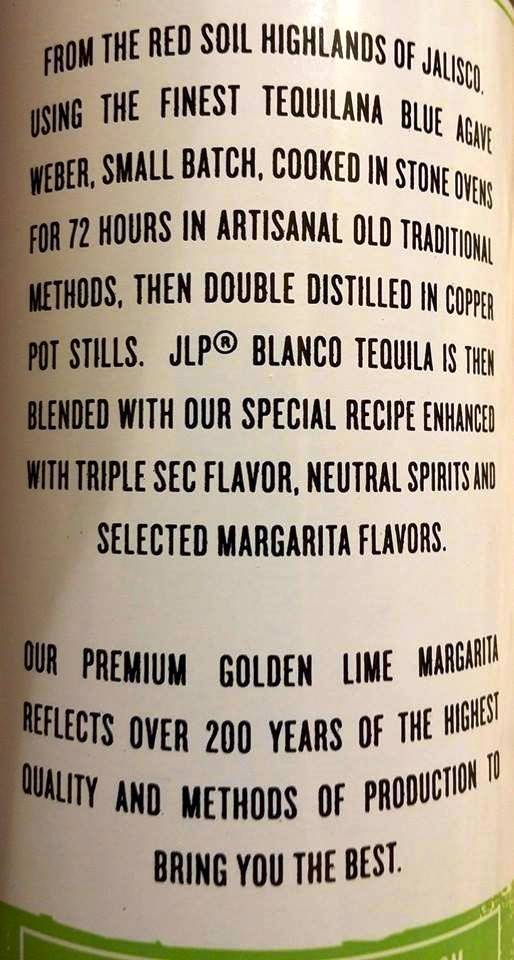 FROM THE RED SOIL HIGHLANDS OF JALISCO.
USING THE FINEST TEQUILANA BLUE AGAVE
WEBER, SMALL BATCH, COOKED IN STONE OVENS
FOR 72 HOURS IN ARTISANAL OLD TRADITIONAL
METHODS, THEN DOUBLE DISTILLED IN COPPER
POT STILLS. JLP® BLANCO TEQUILA IS THEN
BLENDED WITH OUR SPECIAL RECIPE ENHANCED
WITH TRIPLE SEC FLAVOR, NEUTRAL SPIRITS AND
SELECTED MARGARITA FLAVORS.
OUR PREMIUM GOLDEN LIME MARGARITA
REFLECTS OVER 200 YEARS OF THE HIGHEST
QUALITY AND METHODS OF PRODUCTION TO
BRING YOU THE BEST.